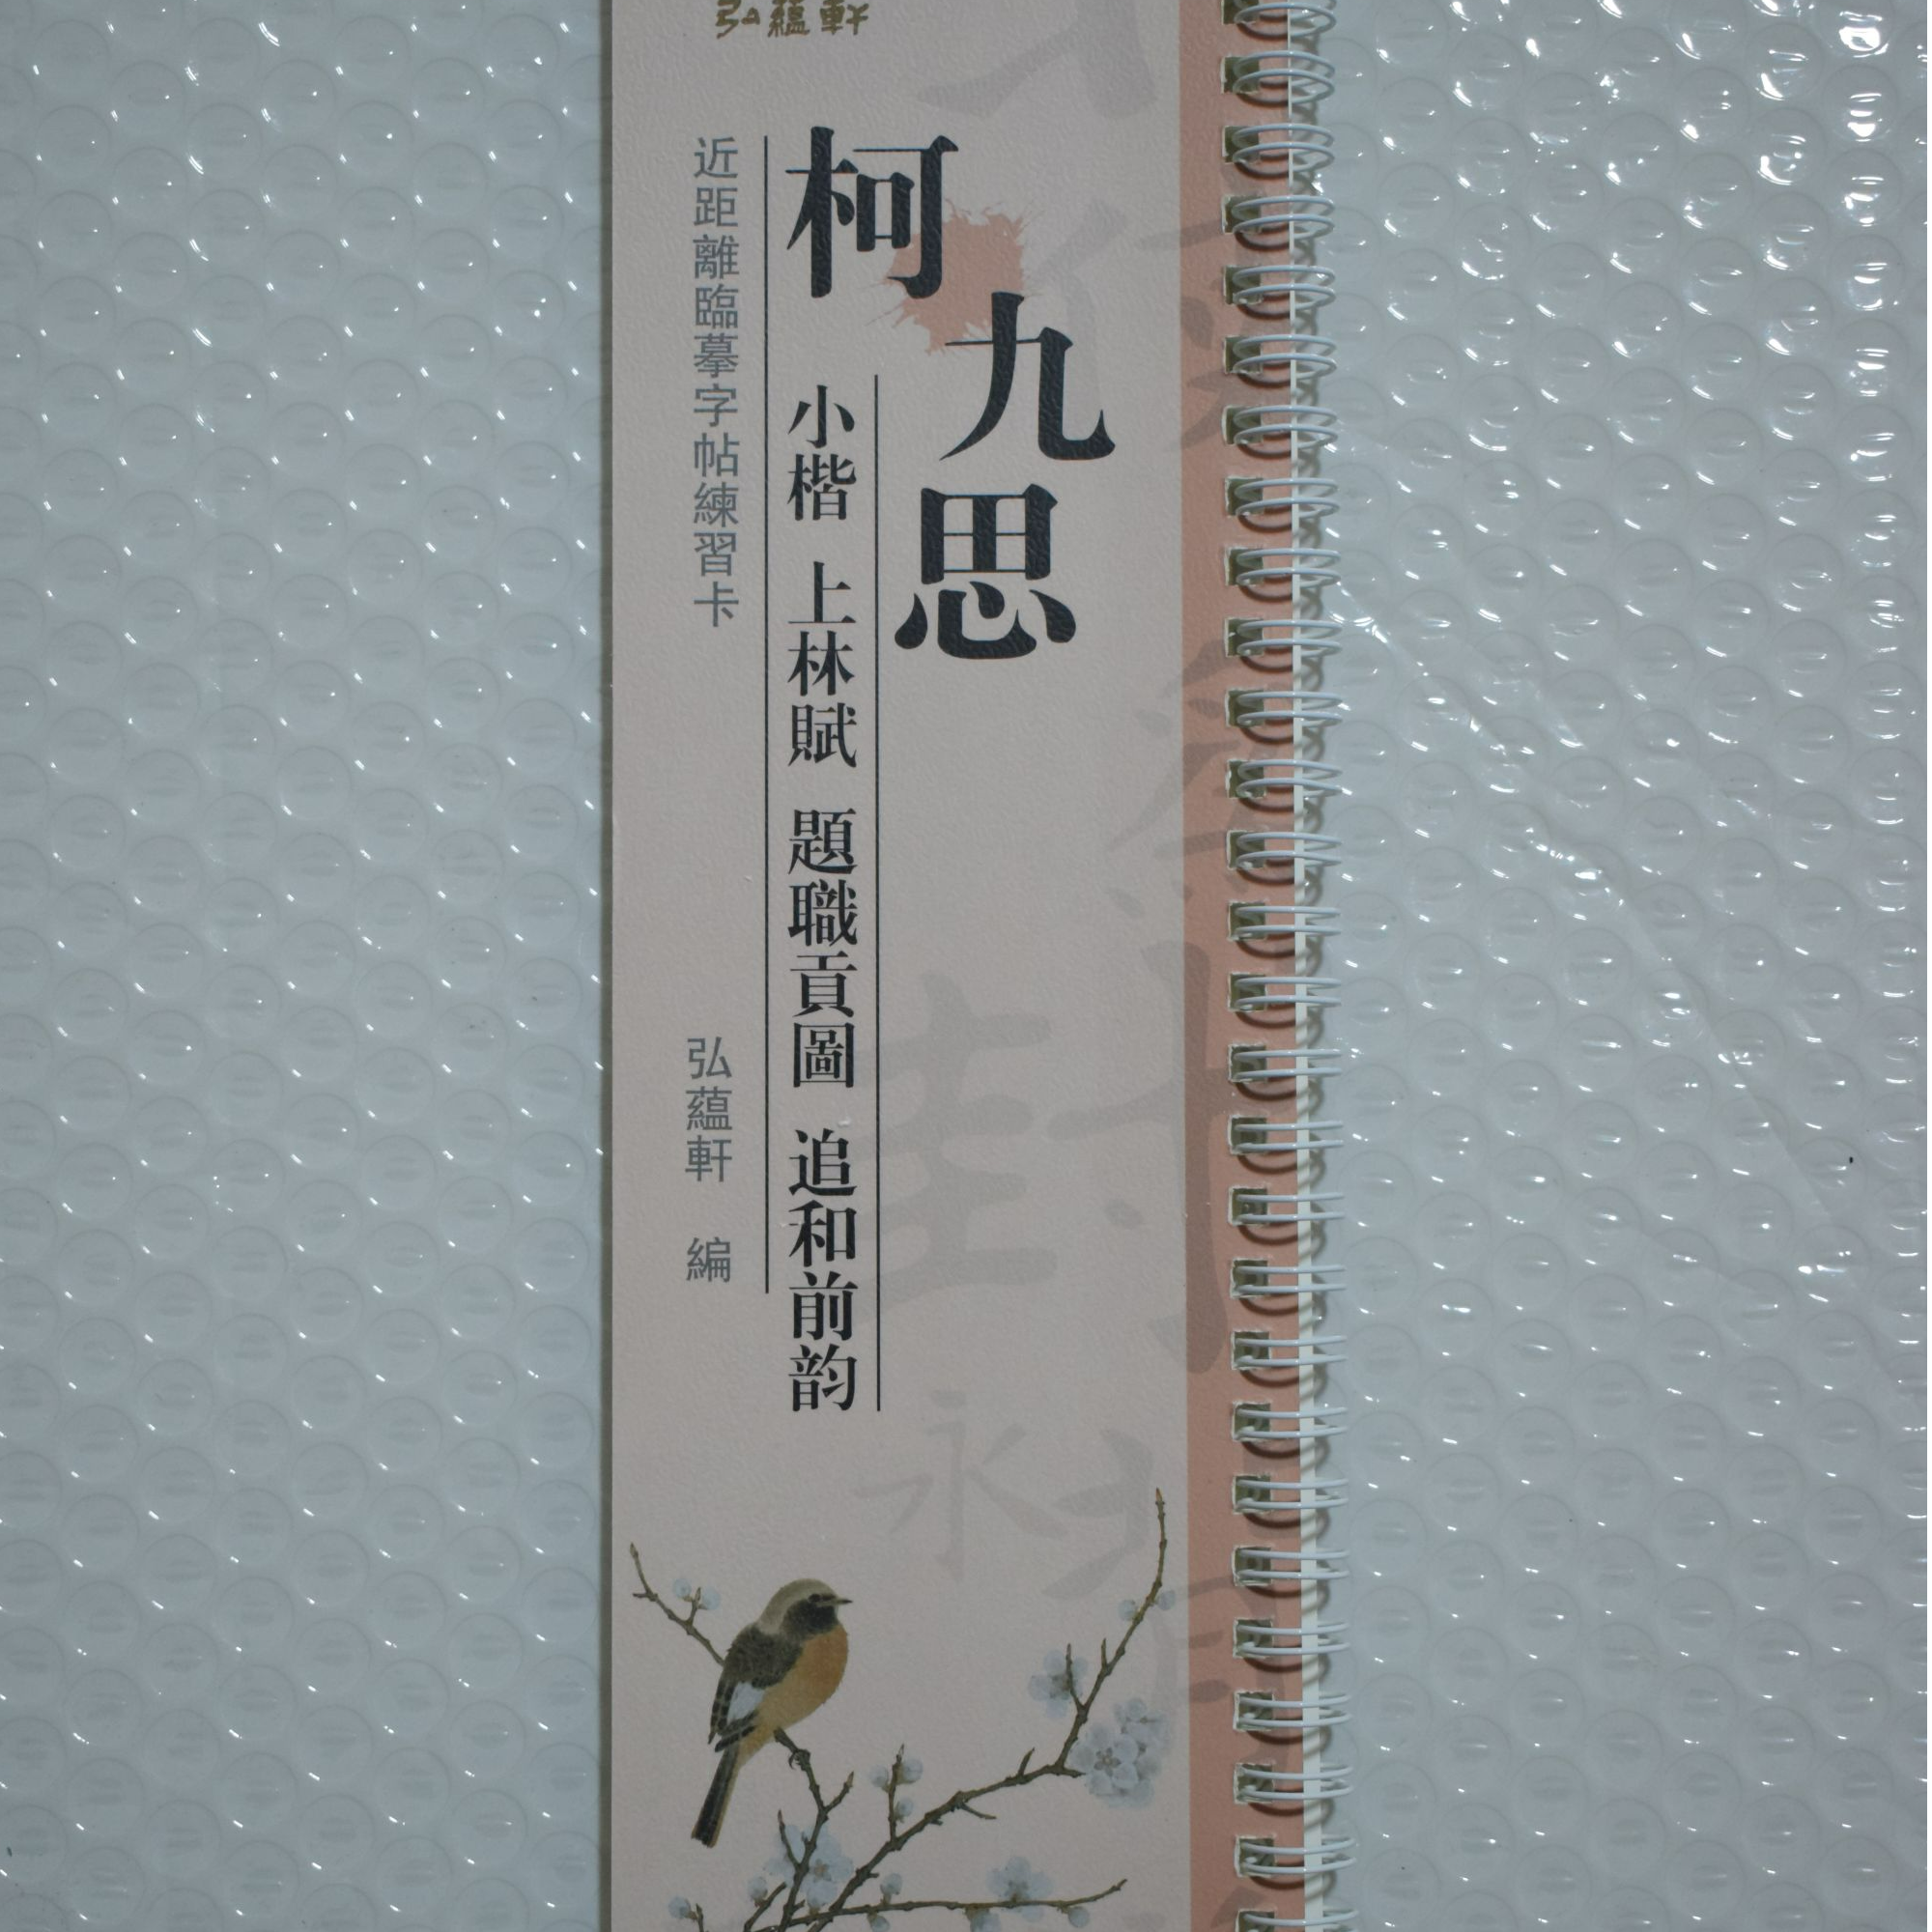 弘蘊軒
柯九思
小楷 上林賦 題職貢圖 追和前韵
近距離臨摹字帖練習卡
弘蘊軒 編
永